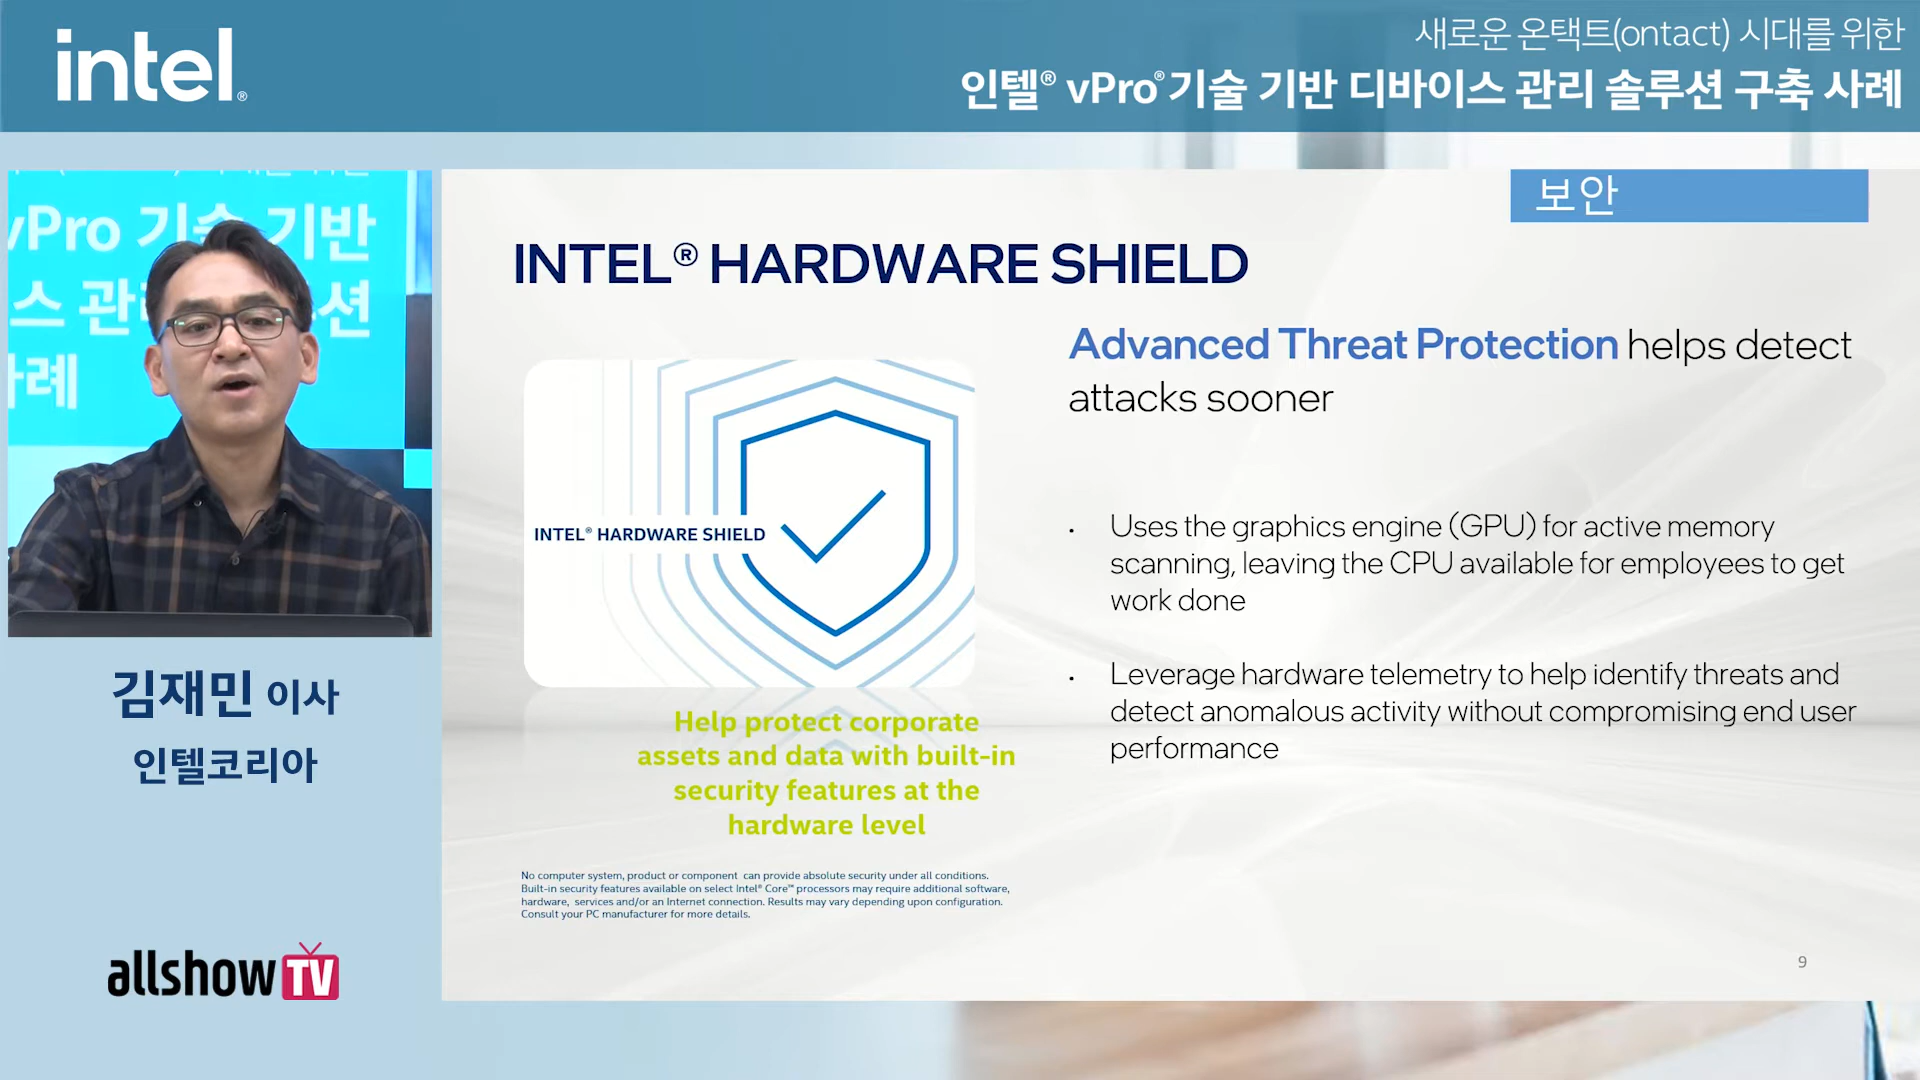 intel®
새로운 온택트(ontact) 시대를 위한
인텔® vPro® 기술 기반 디바이스 관리 솔루션 구축 사례
vPro 기술 기반
스 관 션
례
김재민 이사
인텔코리아
allshowTV
보안
INTEL® HARDWARE SHIELD
INTEL® HARDWARE SHIELD
Help protect corporate
assets and data with built-in
security features at the
hardware level
No computer system, product or component can provide absolute security under all conditions.
Built-in security features available on select Intel® Core™ processors may require additional software,
hardware, services and/or an Internet connection. Results may vary depending upon configuration.
Consult your PC manufacturer for more details.
Advanced Threat Protection helps detect
attacks sooner
• Uses the graphics engine (GPU) for active memory
scanning, leaving the CPU available for employees to get
work done
• Leverage hardware telemetry to help identify threats and
detect anomalous activity without compromising end user
performance
9